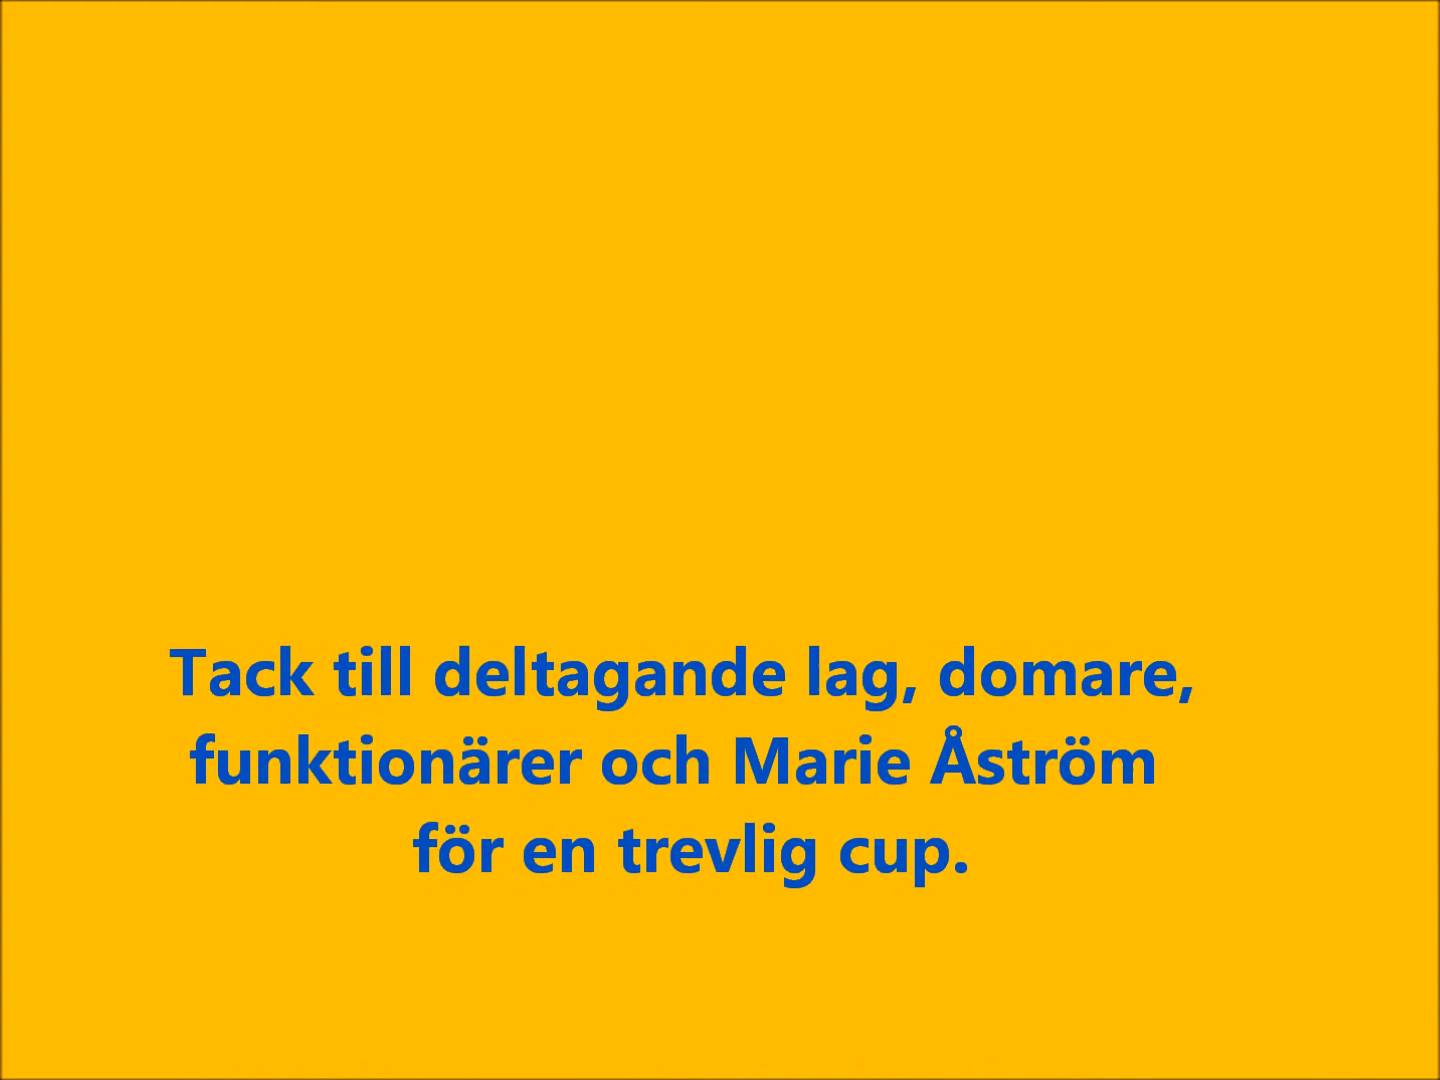 Tack till deltagande lag, domare,
funktionärer och Marie Åström
för en trevlig cup.